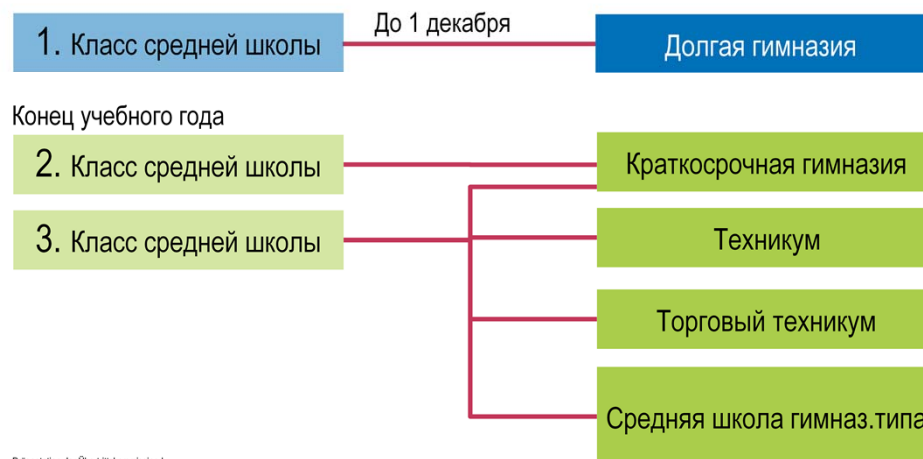 До 1 декабря
1. Класс средней школы
Долгая гимназия
Конец учебного года
2. Класс средней школы
Краткосрочная гимназия
3. Класс средней школы
Техникум
Торговый техникум
Средняя школа гимназ.типа